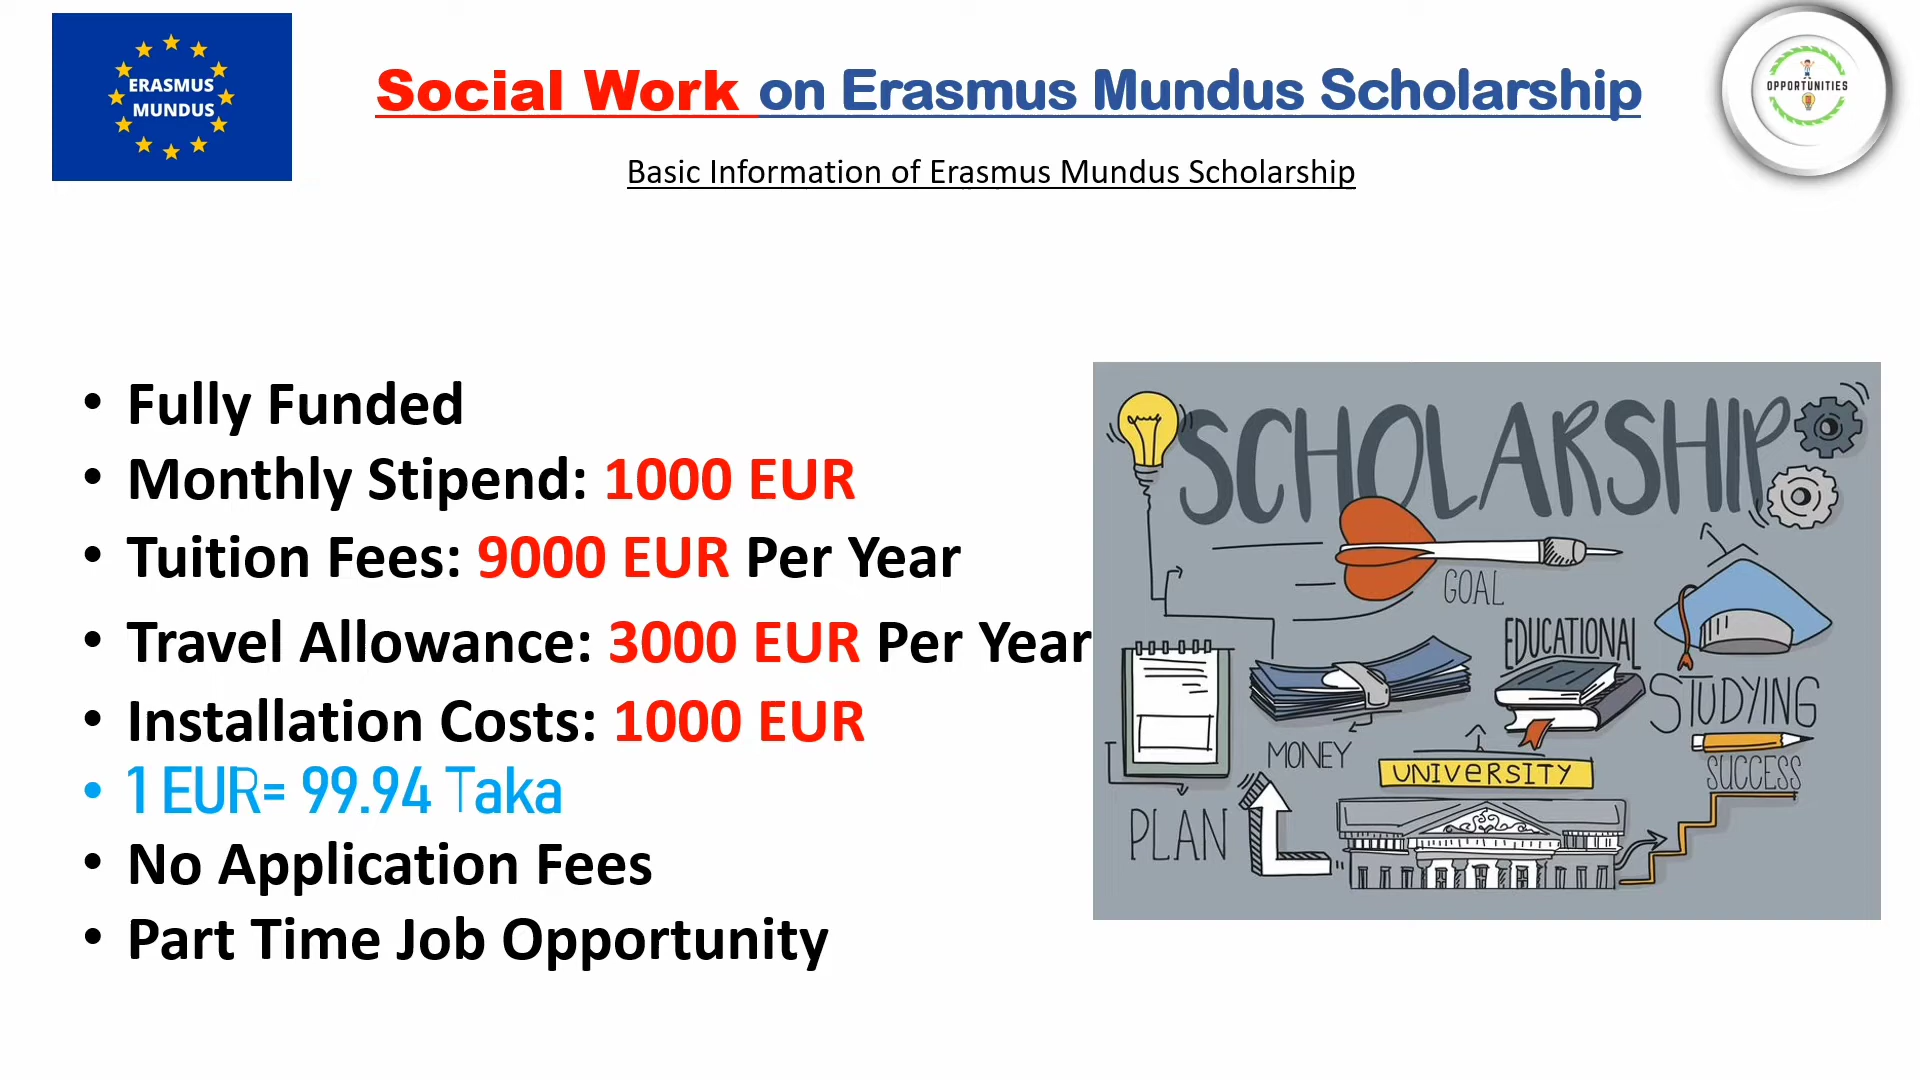 ERASMUS
MUNDUS
Social Work on Erasmus Mundus Scholarship
OPPORTUNITIES
Basic Information of Erasmus Mundus Scholarship
• Fully Funded
• Monthly Stipend: 1000 EUR
• Tuition Fees: 9000 EUR Per Year
• Travel Allowance: 3000 EUR Per Year
• Installation Costs: 1000 EUR
• 1 EUR= 99.94 Taka
• No Application Fees
• Part Time Job Opportunity
SCHOLARSHIP
GOAL
EDUCATIONAL
STUDYING
MONEY
UNIVERSITY
SUCCESS
PLAN